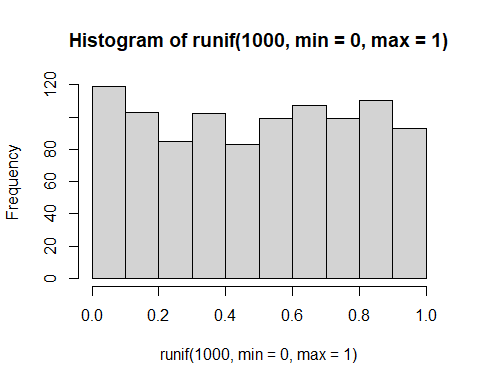 Histogram of runif(1000, min = 0, max = 1)
Frequency
120
80
60
40
20
0
0.0 0.2 0.4 0.6 0.8 1.0
runif(1000, min = 0, max = 1)